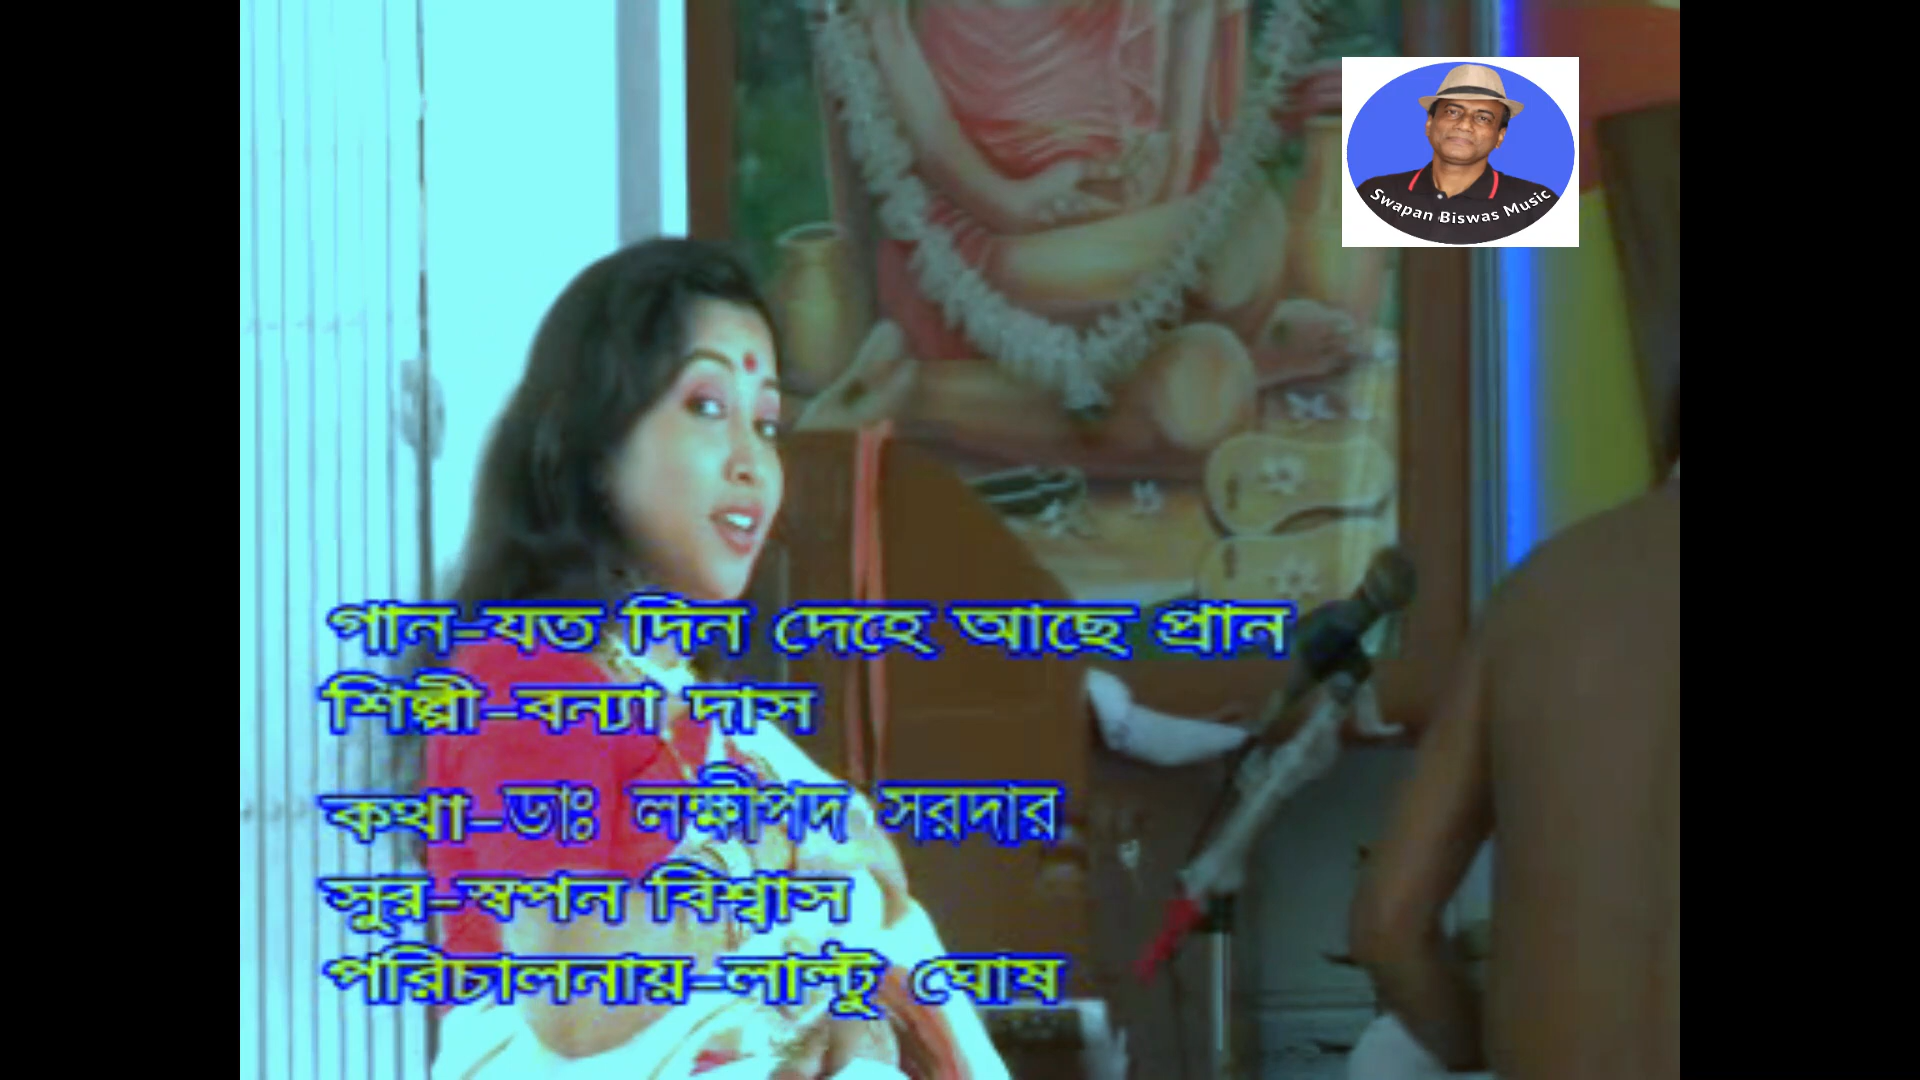 Swapan Biswas Music
গান-যত দিন দেহে আছে প্রান
শিল্পী-বন্যা দাস
কথা-ডাঃ লক্ষীপদ সরদার
সুর-স্বপন বিশ্বাস
পরিচালনায়-লাল্টু ঘোষ